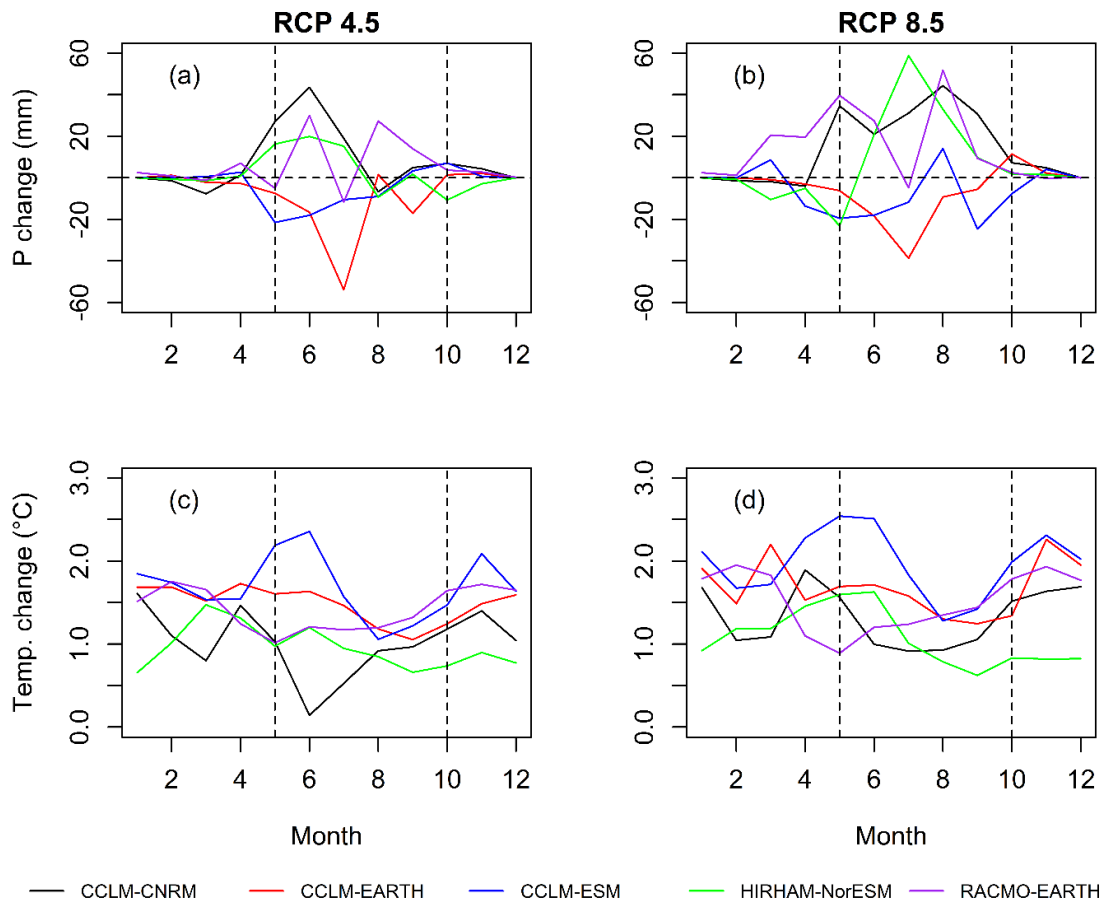 RCP 4.5 RCP 8.5
P change (mm)
60
20
-20
-60
(a)
2 4 6 8 10 12
60
20
-20
-60
(b)
2 4 6 8 10 12
Temp. change (°C)
3.0
2.0
1.0
0.0
(c)
2 4 6 8 10 12
Month
3.0
2.0
1.0
0.0
(d)
2 4 6 8 10 12
Month
CCLM-CNRM CCLM-EARTH CCLM-ESM HIRHAM-NorESM RACMO-EARTH